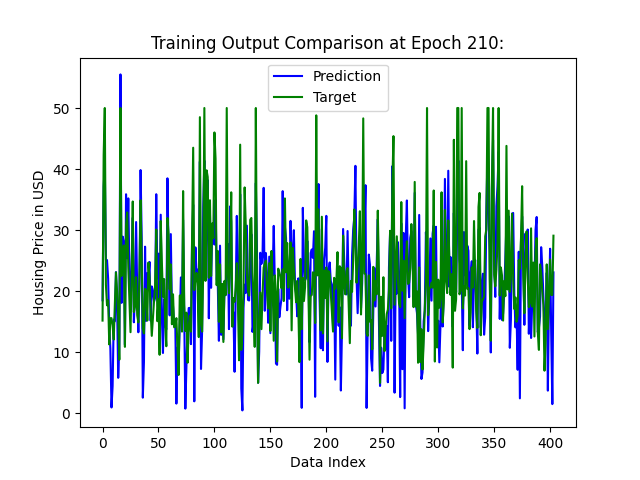 Training Output Comparison at Epoch 210:
Prediction
Target
Housing Price in USD
50
40
30
20
10
0
0 50 100 150 200 250 300 350 400
Data Index